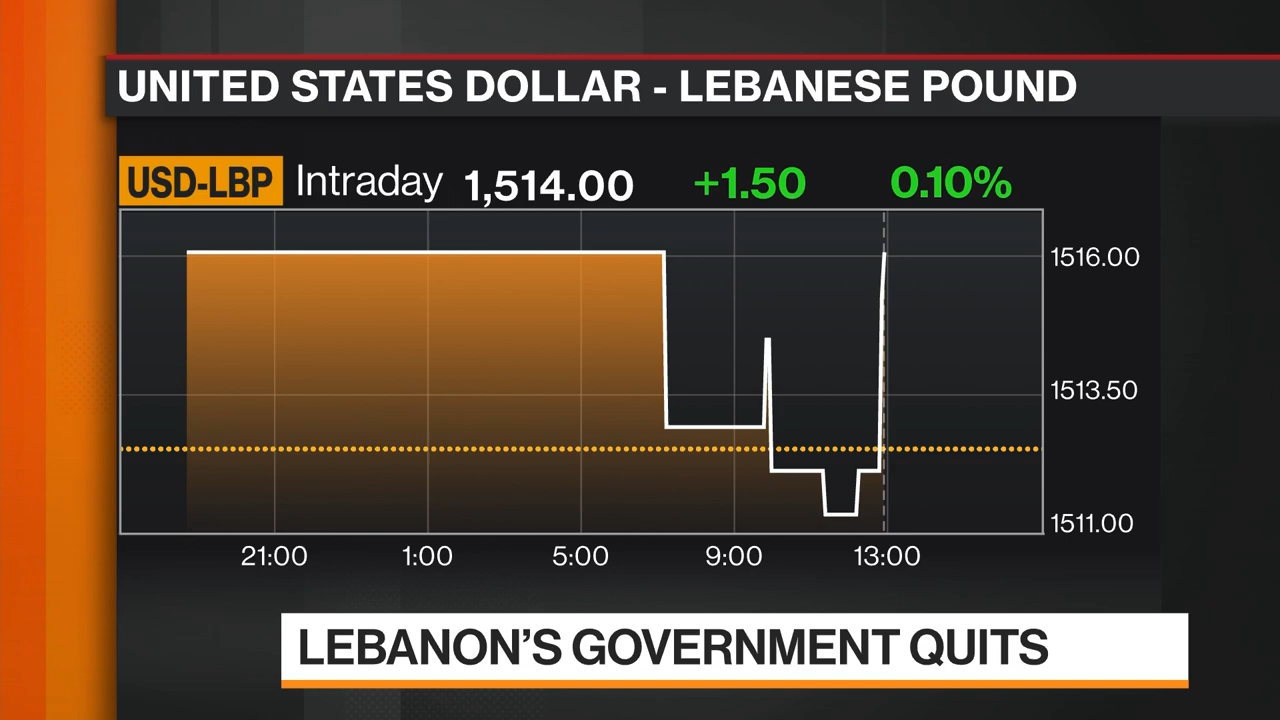 UNITED STATES DOLLAR - LEBANESE POUND
USD-LBP Intraday 1,514.00 +1.50 0.10%
1516.00
1513.50
1511.00
21:00 1:00 5:00 9:00 13:00
LEBANON'S GOVERNMENT QUITS